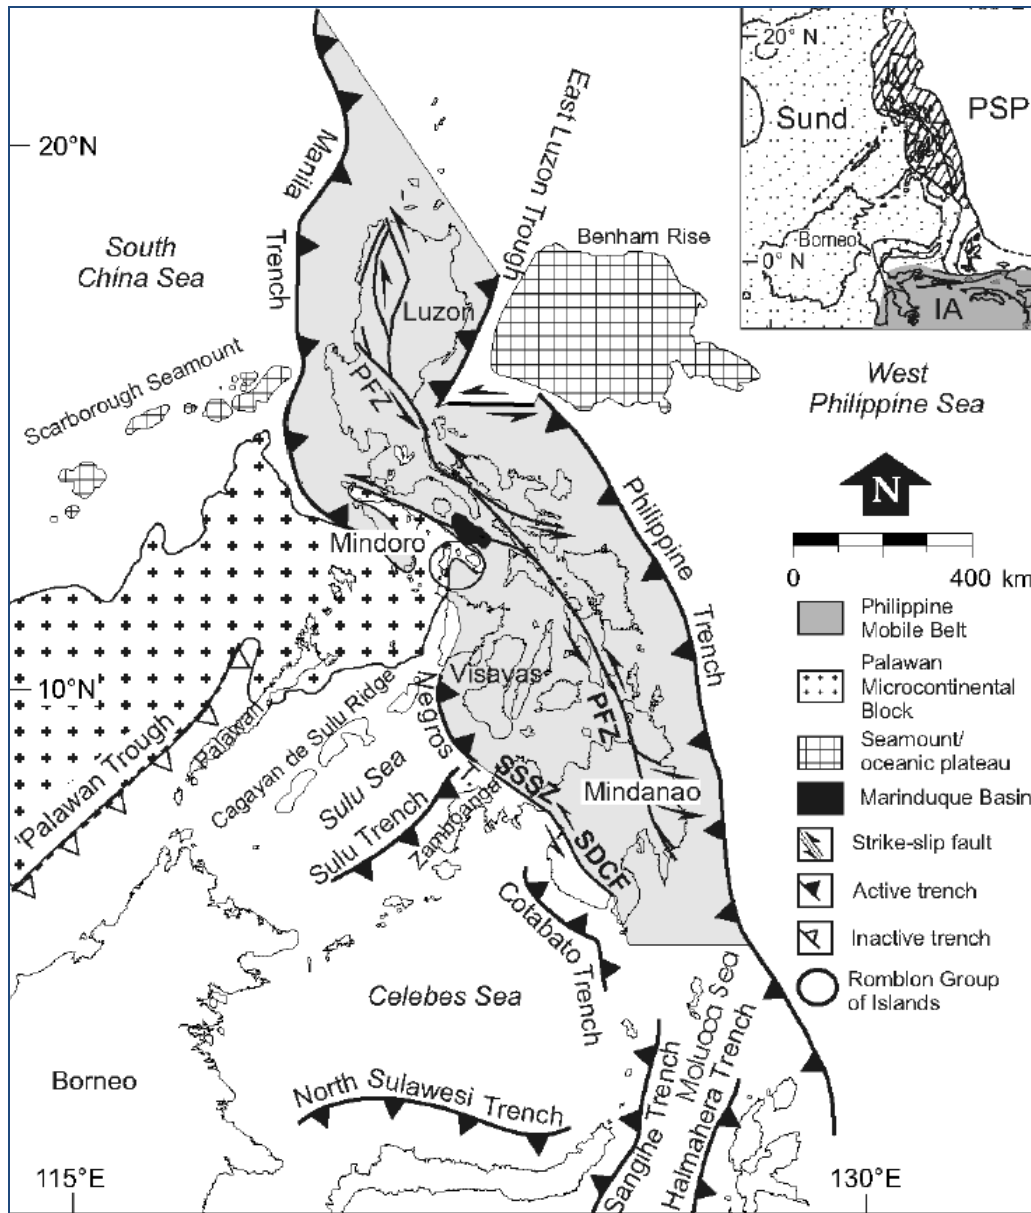 20° N
Sund
PSP
Borneo
0° N
IA
20°N
Manila
Trench
East Luzon Trough
South
China Sea
Benham Rise
Luzon
Scarborough Seamount
PFZ
West
Philippine Sea
N
0
400 km
Philippine
Trench
Mindoro
Philippine
Mobile Belt
Palawan
Microcontinental
Block
Seamount/
oceanic plateau
Marinduque Basin
Strike-slip fault
Active trench
Inactive trench
Romblon Group
of Islands
10°N
Visayas
Negros T.
PFZ
'Palawan Trough
Palawan
Cagayan de Sulu Ridge
Sulu Sea
Sulu Trench
Zamboanga
SSSZ
Mindanao
SDCF
Cotabato Trench
Celebes Sea
Molucca Sea
Borneo
North Sulawesi Trench
Sangihe Trench
Halmahera Trench
115°E
130°E